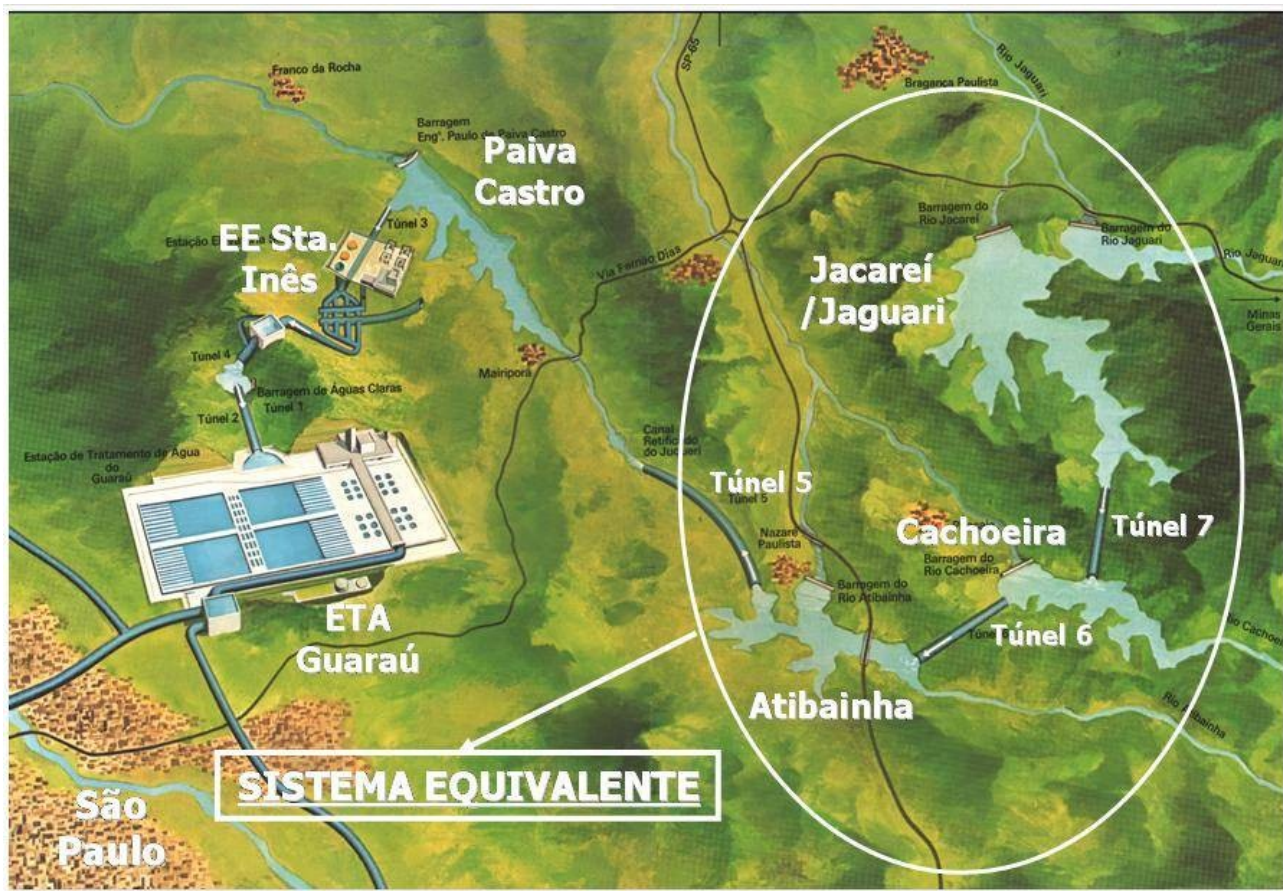 Franco da Rocha
Barragem
Eng°. Paulo de Paiva Castro
Paiva
Castro
Túnel 3
Estação E
EE Sta.
Inês
Túnel 4
Barragem de Águas Claras
Túnel 1
Túnel 2
Estação de Tratamento de Água
do
Guaraú
ETA
Guaraú
São
Paulo
SISTEMA EQUIVALENTE
Mairiporã
Via Fernão Dias
SP-65
Canal
Retificado
do Juqueri
Bragança Paulista
Rio Jaguari
Barragem do
Rio Jacareí
Barragem do
Rio Jaguari
Rio Jaguari
Minas
Gerais
Jacareí
/Jaguari
Túnel 5
Túnel 5
Nazaré
Paulista
Barragem do
Rio Atibainha
Cachoeira
Barragem do
Rio Cachoeira
Túnel 7
Túnel 6
Rio Cachoei
Atibainha
Rio Atibainha